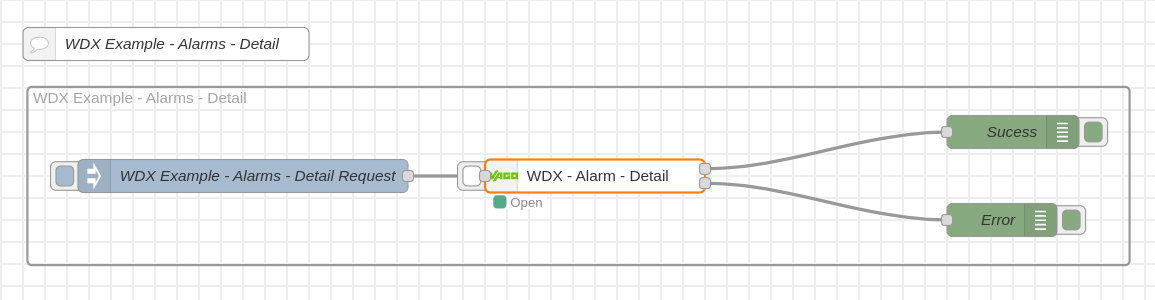 WDX Example - Alarms - Detail
WDX Example - Alarms - Detail
Sucess
WDX Example - Alarms - Detail Request
WAGO
WDX - Alarm - Detail
Open
Error